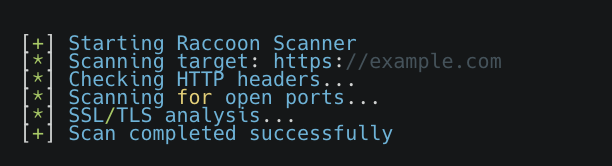 [+] Starting Raccoon Scanner
[*] Scanning target: https://example.com
[*] Checking HTTP headers...
[*] Scanning for open ports...
[*] SSL/TLS analysis...
[+] Scan completed successfully